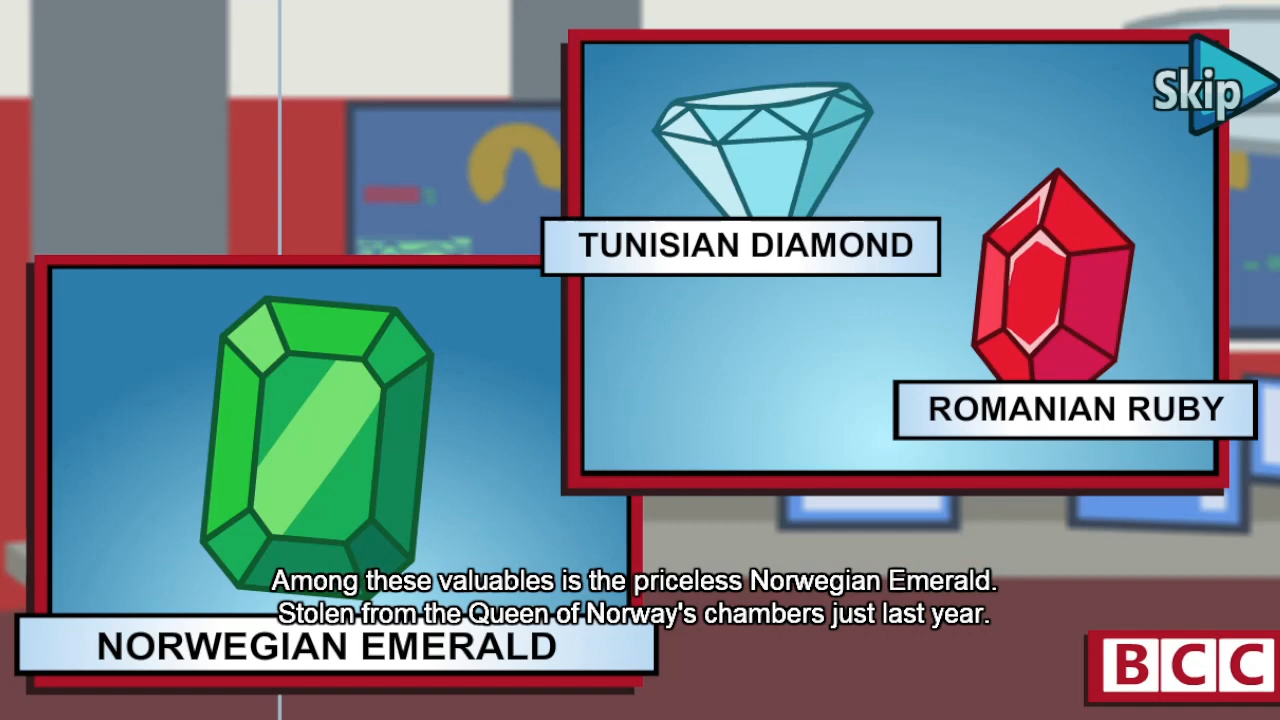 Skip
TUNISIAN DIAMOND
ROMANIAN RUBY
Among these valuables is the priceless Norwegian Emerald.
Stolen from the Queen of Norway's chambers just last year.
NORWEGIAN EMERALD
BCC